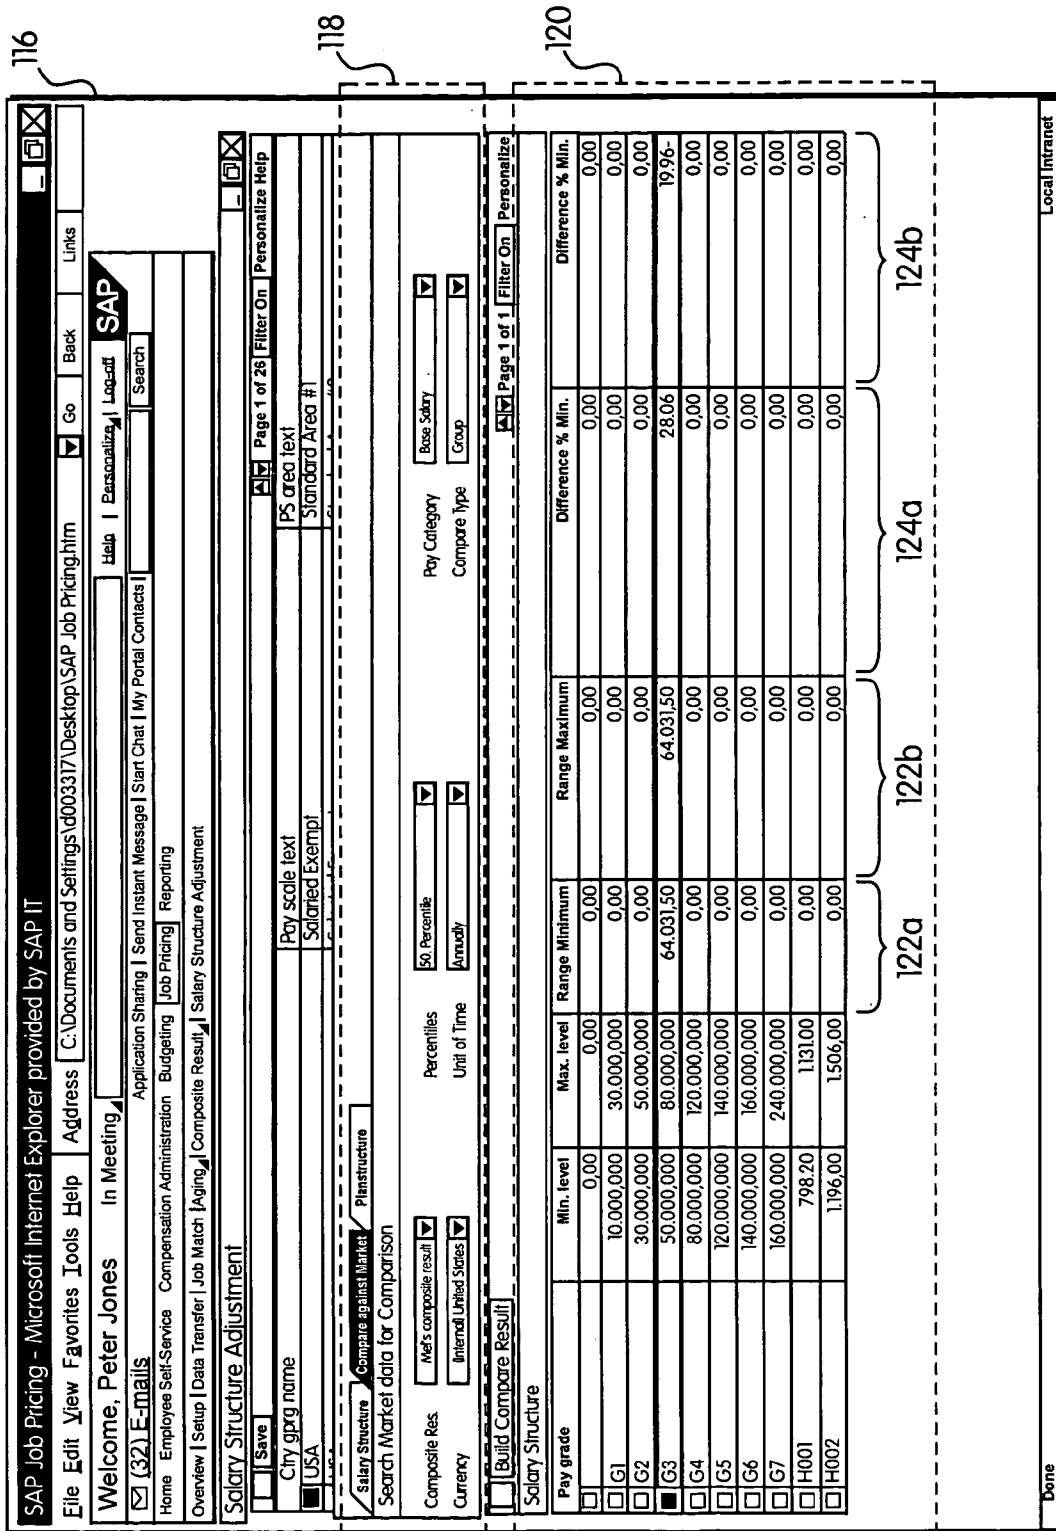 116
SAP Job Pricing - Microsoft Internet Explorer provided by SAP IT
File Edit View Favorites Tools Help Address C:\Documents and Settings\d003317\Desktop\SAP Job Pricing.htm Go Back Links
Welcome, Peter Jones In Meeting Help | Personalize | Log-off SAP
(32) E-mails Application Sharing | Send Instant Message | Start Chat | My Portal Contacts | Search
Home Employee Self-Service Compensation Administration Budgeting Job Pricing Reporting
Overview | Setup | Data Transfer | Job Match | Aging | Composite Result | Salary Structure Adjustment
Salary Structure Adjustment
Save Page 1 of 26 Filter On Personalize Help
Ctry gprg name Pay scale text PS area text
USA Salaried Exempt Standard Area #1
118
Salary Structure Compare against Market Planstructure
Search Market data for Comparison
Composite Res. Mel's composite result Percentiles 50. Percentile Pay Category Base Salary
Currency (Internal) United States Unit of Time Annually Compare Type Group
120
Build Compare Result Page 1 of 1 Filter On Personalize
Salary Structure
Pay grade Min. level Max. level Range Minimum Range Maximum Difference % Min. Difference % Min.
0,00 0,00 0,00 0,00 0,00 0,00
G1 10.000,000 30.000,000 0,00 0,00 0,00 0,00
G2 30.000,000 50.000,000 0,00 0,00 0,00 0,00
G3 50.000,000 80.000,000 64.031,50 64.031,50 28.06 19.96-
G4 80.000,000 120.000,000 0,00 0,00 0,00 0,00
G5 120.000,000 140.000,000 0,00 0,00 0,00 0,00
G6 140.000,000 160.000,000 0,00 0,00 0,00 0,00
G7 160.000,000 240.000,000 0,00 0,00 0,00 0,00
H001 798.20 1.131.00 0,00 0,00 0,00 0,00
H002 1.196,00 1.506,00 0,00 0,00 0,00 0,00
122a 122b 124a 124b
Done Local Intranet